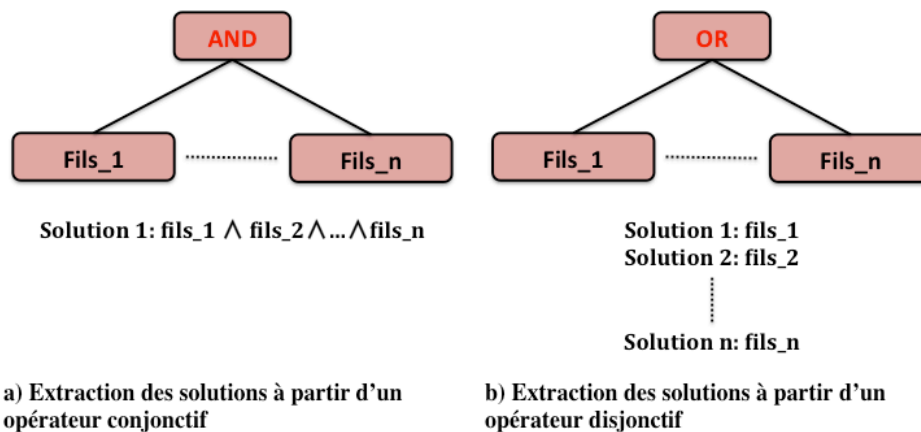 AND
Fils_1
Fils_n
Solution 1: fils_1 ∧ fils_2∧...∧fils_n
a) Extraction des solutions à partir d’un
opérateur conjonctif
OR
Fils_1
Fils_n
Solution 1: fils_1
Solution 2: fils_2
Solution n: fils_n
b) Extraction des solutions à partir d’un
opérateur disjonctif